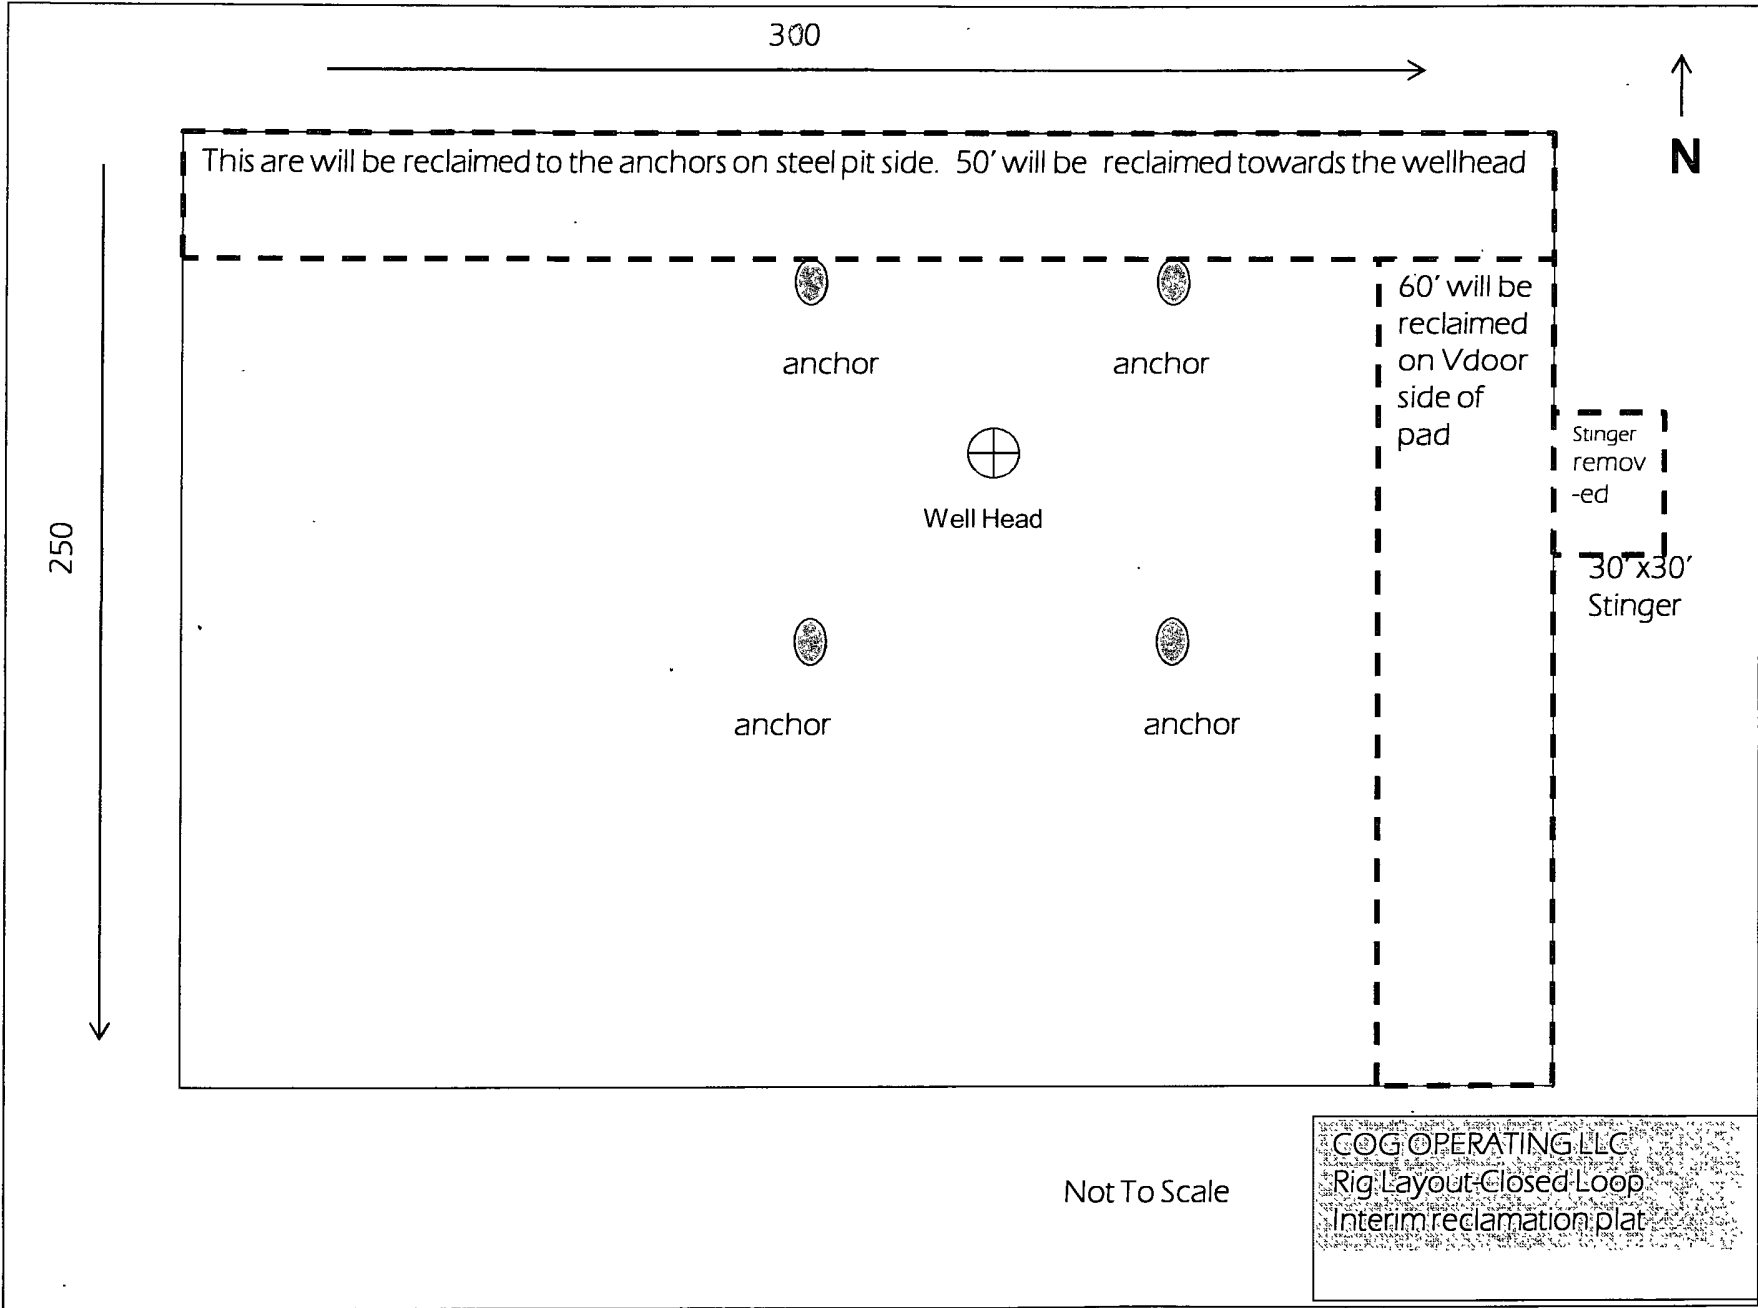 300
N
This are will be reclaimed to the anchors on steel pit side. 50' will be reclaimed towards the wellhead
60' will be
reclaimed
on Vdoor
side of
pad
anchor
anchor
Stinger
remov
-ed
Well Head
250
30'x30'
Stinger
anchor
anchor
Not To Scale
COG OPERATING LLC
Rig Layout-Closed Loop
Interim reclamation plat